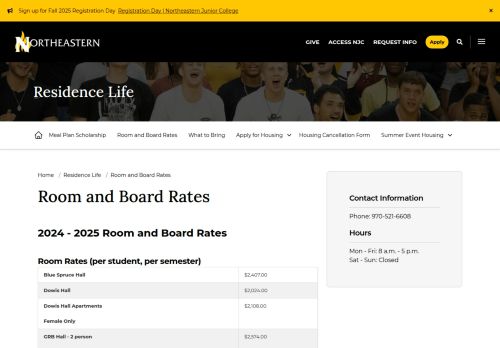 Sign up for Fall 2025 Registration Day Registration Day | Northeastern Junior College ×
NORTHEASTERN GIVE ACCESS NJC REQUEST INFO Apply
Residence Life
Meal Plan Scholarship Room and Board Rates What to Bring Apply for Housing Housing Cancellation Form Summer Event Housing
Home / Residence Life / Room and Board Rates
Room and Board Rates
2024 - 2025 Room and Board Rates
Room Rates (per student, per semester)
Blue Spruce Hall $2,407.00
Dowis Hall $2,024.00
Dowis Hall Apartments $2,108.00
Female Only
GRB Hall - 2 person $2,574.00
Contact Information
Phone: 970-521-6608
Hours
Mon - Fri: 8 a.m. - 5 p.m.
Sat - Sun: Closed